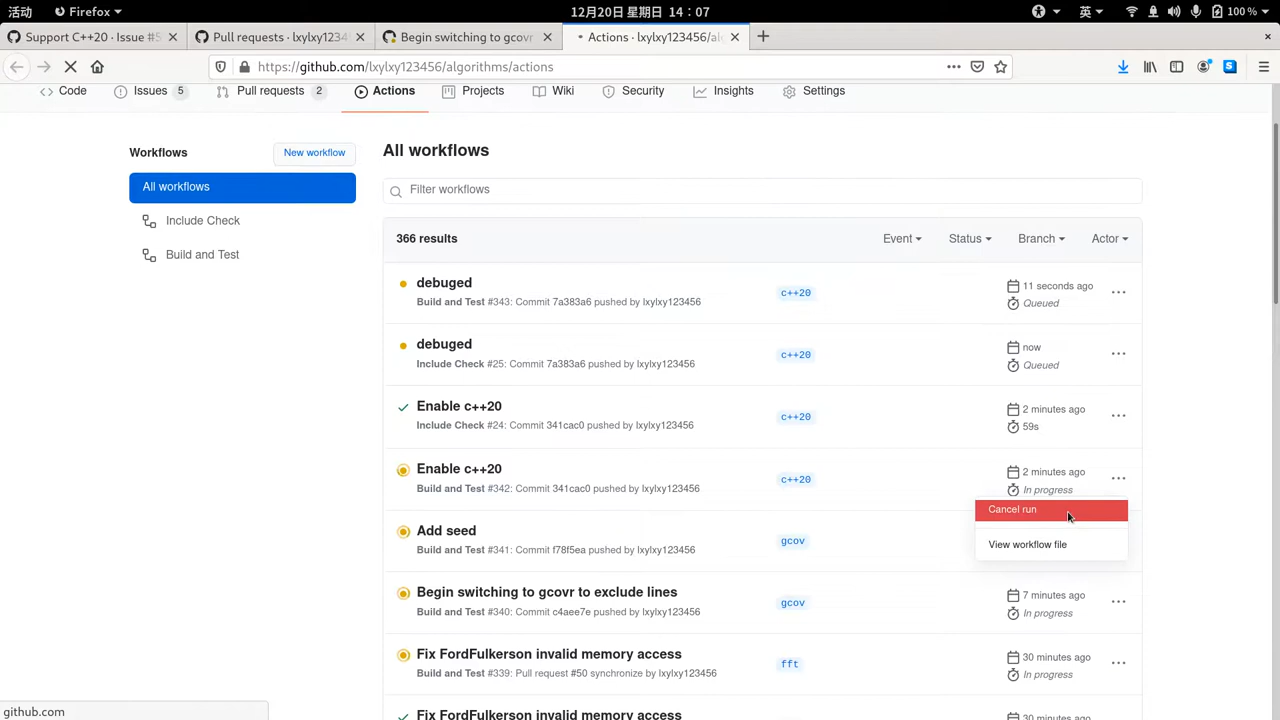 活动 Firefox 12月20日 星期日 14：07 英 100 %
Support C++20 · Issue #5 Pull requests · lxylxy123456/ Begin switching to gcovr Actions · lxylxy123456/alg
https://github.com/lxylxy123456/algorithms/actions
Code Issues 5 Pull requests 2 Actions Projects Wiki Security Insights Settings
Workflows New workflow
All workflows
Include Check
Build and Test
All workflows
Filter workflows
366 results Event Status Branch Actor
debuged
Build and Test #343: Commit 7a383a6 pushed by lxylxy123456
c++20
11 seconds ago
Queued
debuged
Include Check #25: Commit 7a383a6 pushed by lxylxy123456
c++20
now
Queued
Enable c++20
Include Check #24: Commit 341cac0 pushed by lxylxy123456
c++20
2 minutes ago
59s
Enable c++20
Build and Test #342: Commit 341cac0 pushed by lxylxy123456
c++20
2 minutes ago
In progress
Cancel run
View workflow file
Add seed
Build and Test #341: Commit f78f5ea pushed by lxylxy123456
gcov
Begin switching to gcovr to exclude lines
Build and Test #340: Commit c4aee7e pushed by lxylxy123456
gcov
7 minutes ago
In progress
Fix FordFulkerson invalid memory access
Build and Test #339: Pull request #50 synchronize by lxylxy123456
fft
30 minutes ago
In progress
Fix FordFulkerson invalid memory access
30 minutes ago
github.com